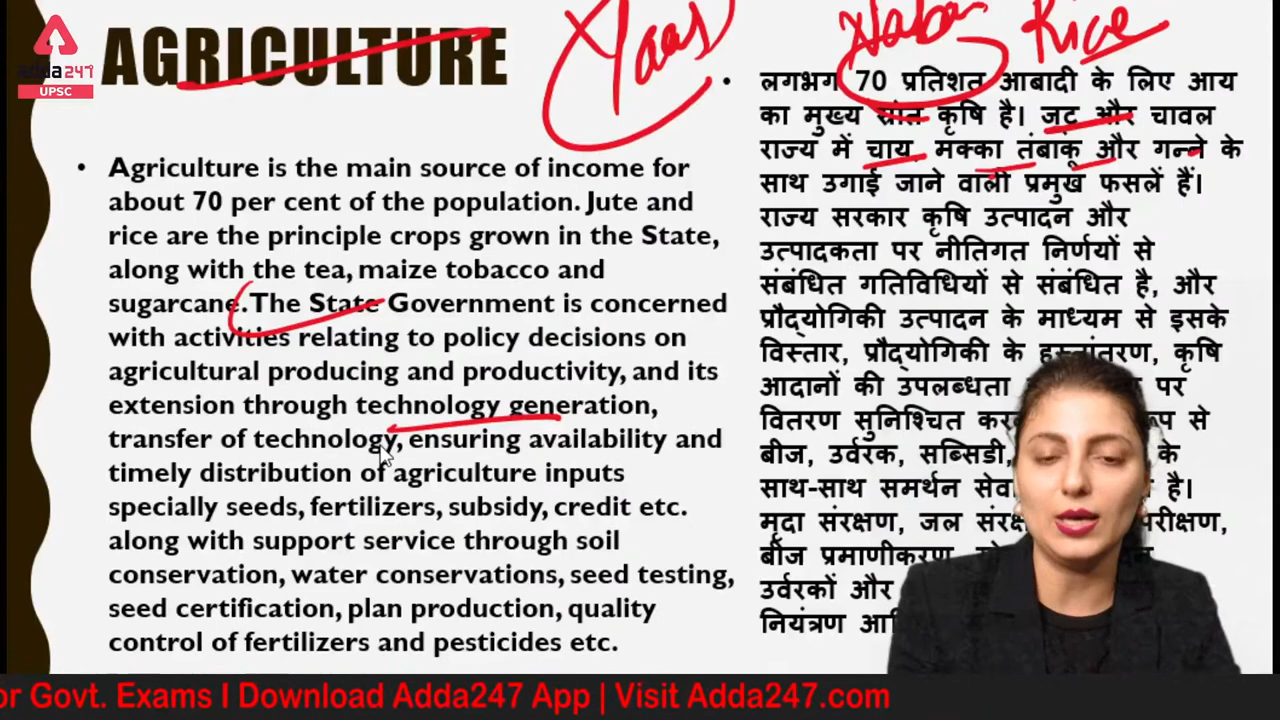 adda247
UPSC
AGRICULTURE
Yaas
Rice
• Agriculture is the main source of income for
about 70 per cent of the population. Jute and
rice are the principle crops grown in the State,
along with the tea, maize tobacco and
sugarcane. The State Government is concerned
with activities relating to policy decisions on
agricultural producing and productivity, and its
extension through technology generation,
transfer of technology, ensuring availability and
timely distribution of agriculture inputs
specially seeds, fertilizers, subsidy, credit etc.
along with support service through soil
conservation, water conservations, seed testing,
seed certification, plan production, quality
control of fertilizers and pesticides etc.
• लगभग 70 प्रतिशत आबादी के लिए आय
का मुख्य स्रोत कृषि है। जूट और चावल
राज्य में चाय, मक्का तंबाकू और गन्ने के
साथ उगाई जाने वाली प्रमुख फसलें हैं।
राज्य सरकार कृषि उत्पादन और
उत्पादकता पर नीतिगत निर्णयों से
संबंधित गतिविधियों से संबंधित है, और
प्रौद्योगिकी उत्पादन के माध्यम से इसके
विस्तार, प्रौद्योगिकी के हस्तांतरण, कृषि
आदानों की उपलब्धता पर
वितरण सुनिश्चित से
बीज, उर्वरक, सब्सिडी, के
साथ-साथ समर्थन है।
मृदा संरक्षण, जल
बीज प्रमाणीकरण,
उर्वरकों और
नियंत्रण
or Govt. Exams I Download Adda247 App | Visit Adda247.com